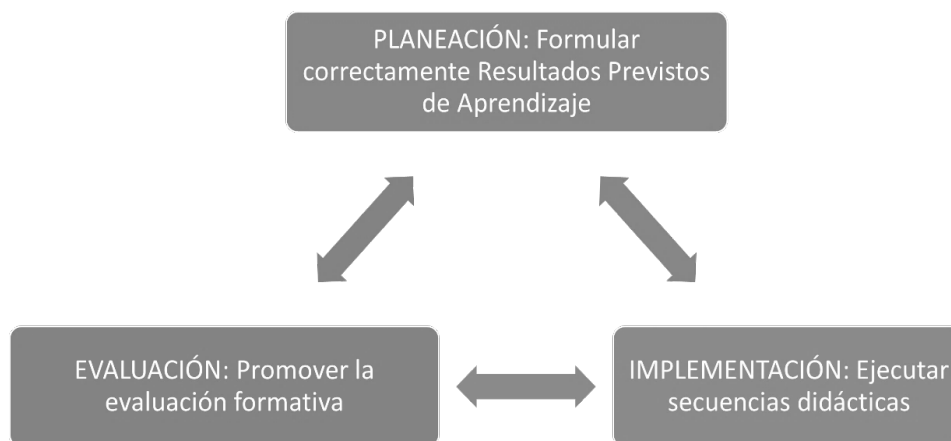 PLANEACIÓN: Formular
correctamente Resultados Previstos
de Aprendizaje
EVALUACIÓN: Promover la
evaluación formativa
IMPLEMENTACIÓN: Ejecutar
secuencias didácticas